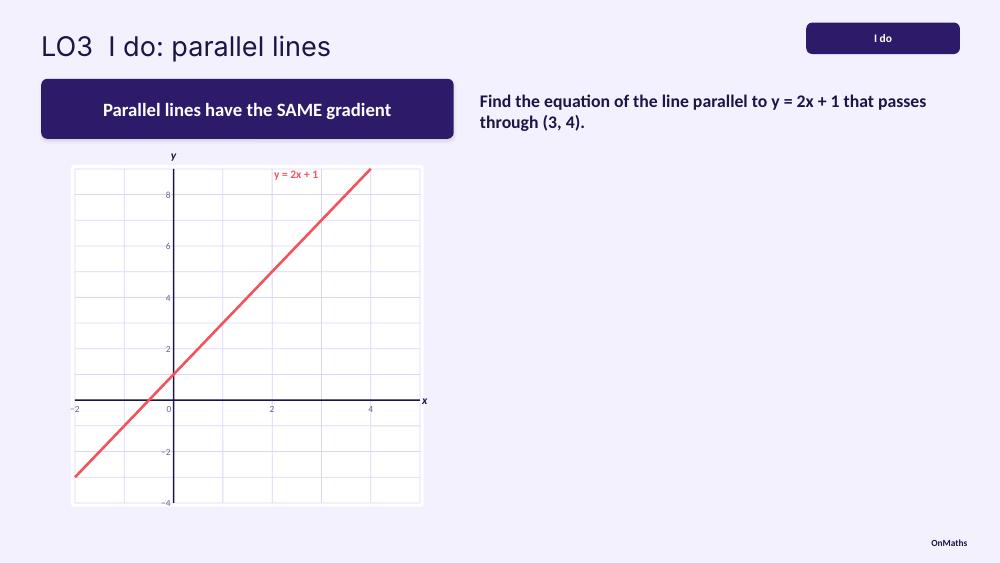 LO3 I do: parallel lines
I do
Parallel lines have the SAME gradient
Find the equation of the line parallel to y = 2x + 1 that passes
through (3, 4).
y
y = 2x + 1
8
6
4
2
x
−2
0
2
4
−2
−4
OnMaths